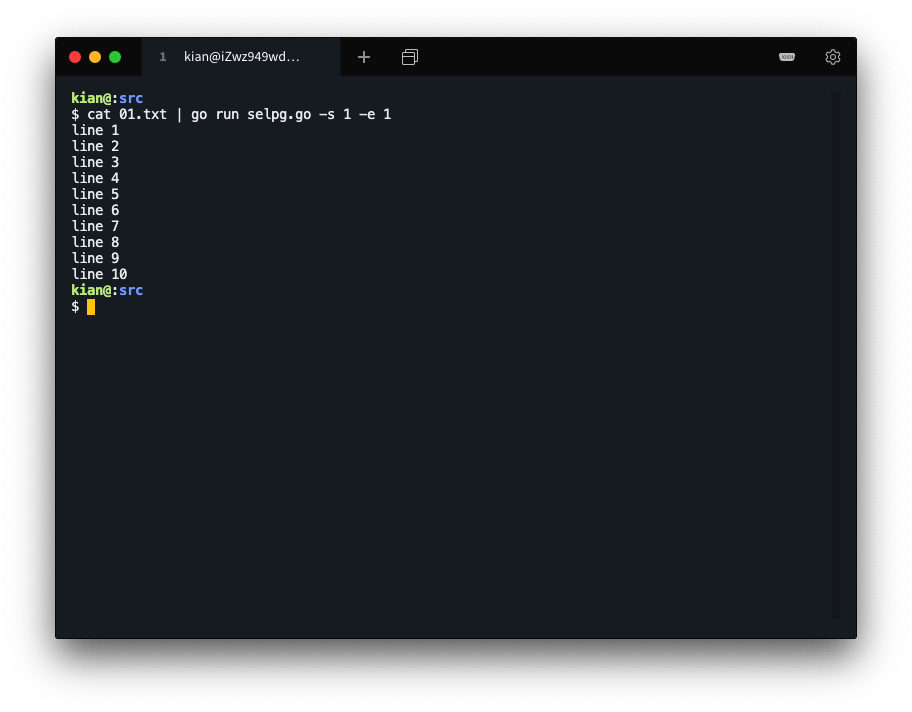 1 kian@iZwz949wd...
kian@:src
$ cat 01.txt | go run selpg.go -s 1 -e 1
line 1
line 2
line 3
line 4
line 5
line 6
line 7
line 8
line 9
line 10
kian@:src
$